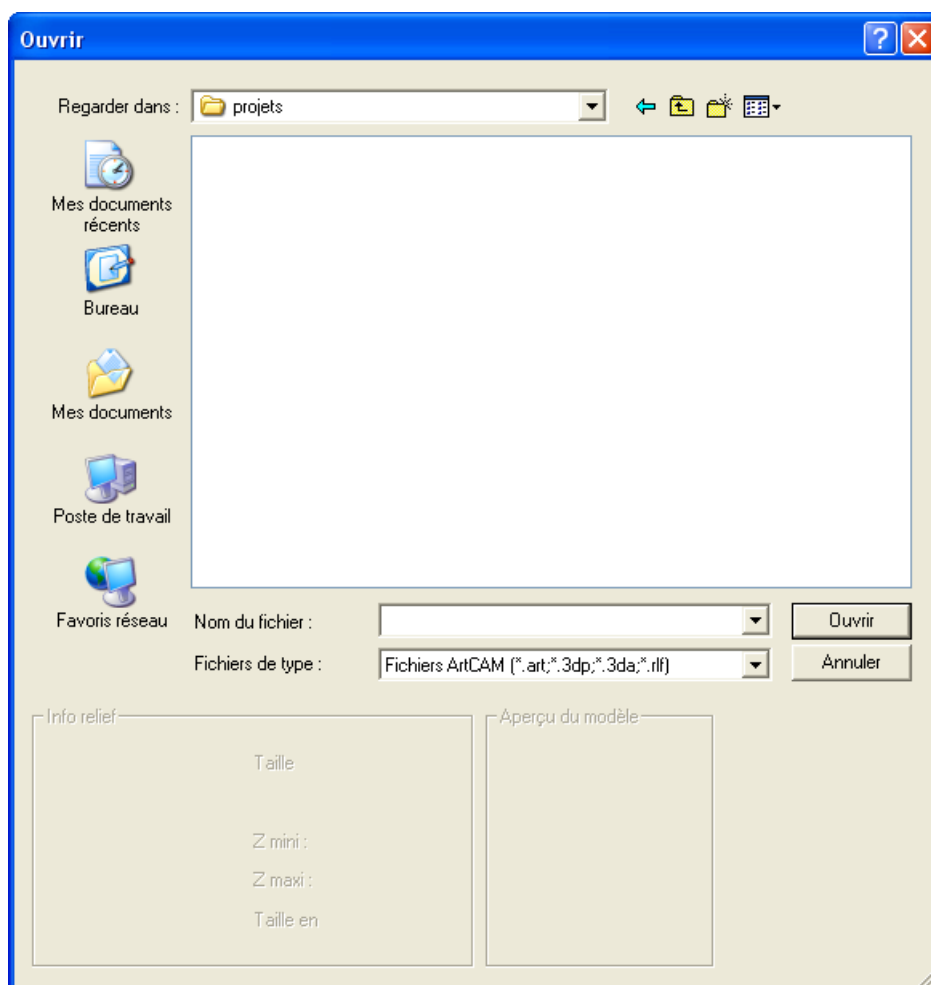 Ouvrir
Regarder dans :
projets
Mes documents
récents
Bureau
Mes documents
Poste de travail
Favoris réseau
Nom du fichier :
Ouvrir
Fichiers de type :
Fichiers ArtCAM (*.art;*.3dp;*.3da;*.rlf)
Annuler
Info relief
Aperçu du modèle
Taille
Z mini :
Z maxi :
Taille en